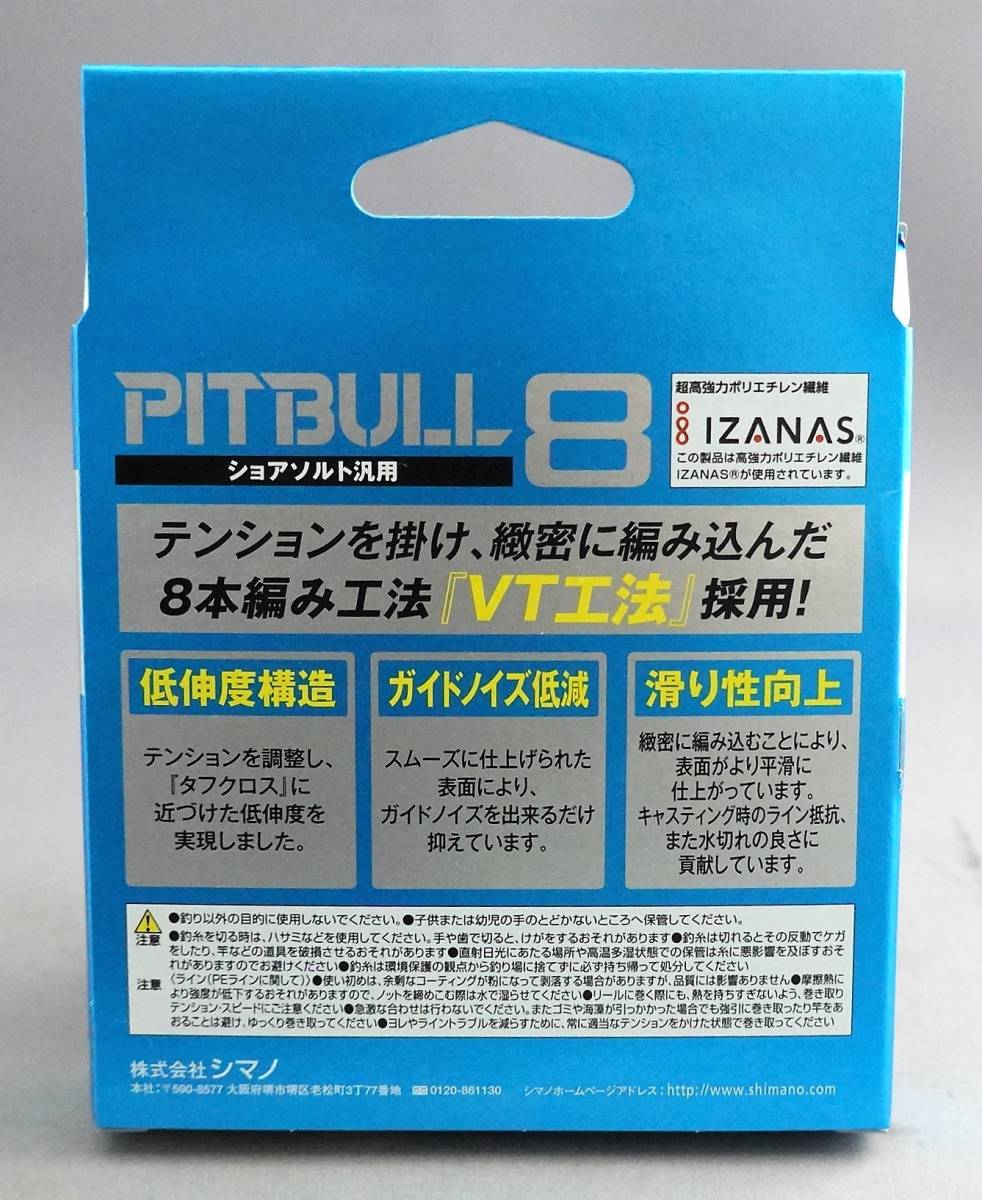 PITBULL 8
ショアソルト汎用
超高強力ポリエチレン繊維
IZANAS®
この製品は高強力ポリエチレン繊維
IZANAS®が使用されています。
テンションを掛け、緻密に編み込んだ
8本編み工法『VT工法』採用!
低伸度構造
テンションを調整し、
『タフクロス』に
近づけた低伸度を
実現しました。
ガイドノイズ低減
スムーズに仕上げられた
表面により、
ガイドノイズを出来るだけ
抑えています。
滑り性向上
緻密に編み込むことにより、
表面がより平滑に
仕上がっています。
キャスティング時のライン抵抗、
また水切れの良さに
貢献しています。
注意
●釣り以外の目的に使用しないでください。●子供または幼児の手のとどかないところへ保管してください。
注意
●釣糸を切る時は、ハサミなどを使用してください。手や歯で切ると、けがをするおそれがあります●釣糸は切れるとその反動でケガ
をしたり、竿などの道具を破損させるおそれがあります●直射日光にあたる場所や高温多湿状態での保管は糸に悪影響を及ぼすおそ
れがありますのでお避けください●釣糸は環境保護の観点から釣り場に捨てずに必ず持ち帰って処分してください
〈ライン(PEラインに関して)〉●使い初めは、余剰なコーティングが粉になって剥落する場合がありますが、品質には影響ありません●摩擦熱に
より強度が低下するおそれがありますので、ノットを締めこむ際は水で湿らせてください●リールに巻く際にも、熱を持ちすぎないよう、巻き取り
テンション・スピードにご注意ください●急激な合わせは行わないでください。またゴミや海藻が引っかかった場合でも強引に巻き取ったり竿をあ
おることは避け、ゆっくり巻き取ってください●ヨレやライントラブルを減らすために、常に適当なテンションをかけた状態で巻き取ってください
株式会社シマノ
本社:〒590-8577 大阪府堺市堺区老松町3丁77番地 0120-861130 シマノホームページアドレス:http://www.shimano.com